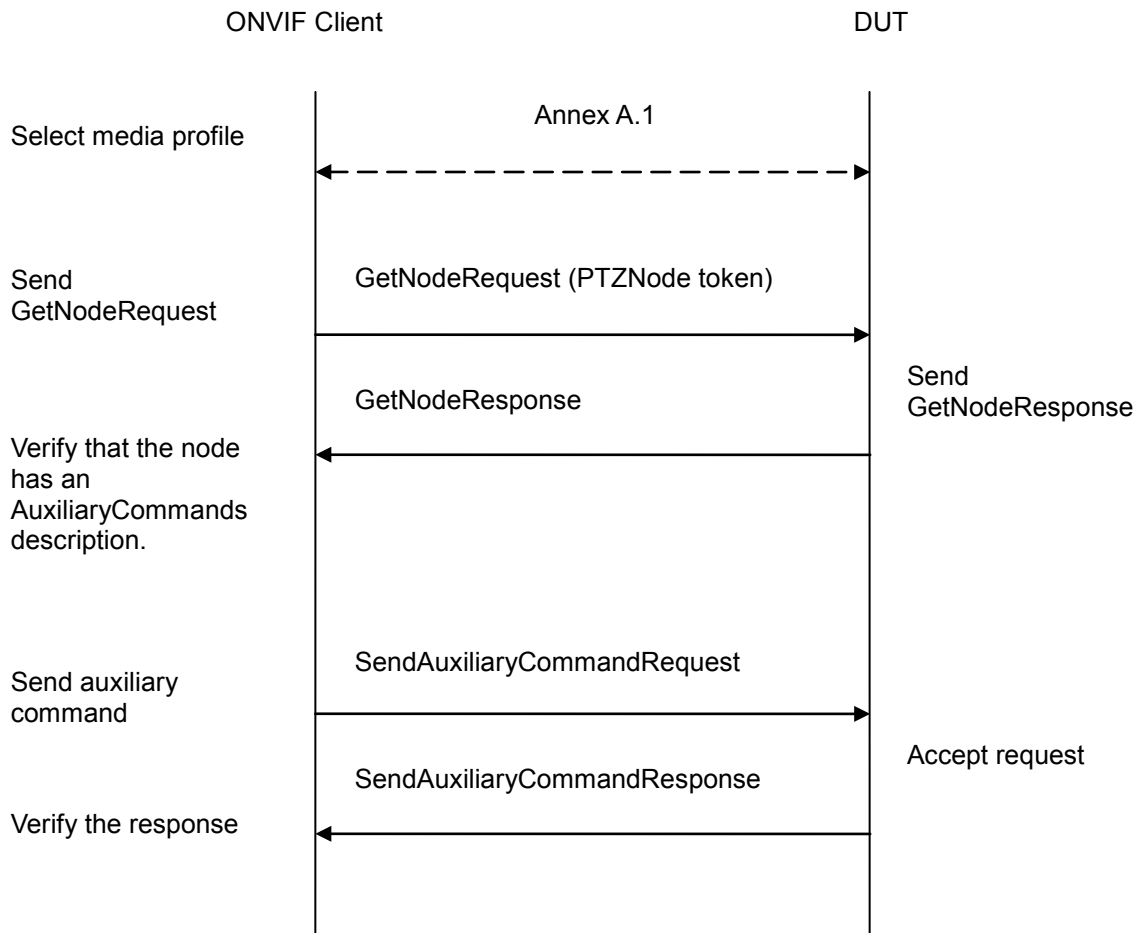 ONVIF Client
DUT
Annex A.1
Select media profile
Send
GetNodeRequest
GetNodeRequest (PTZNode token)
Send
GetNodeResponse
GetNodeResponse
Verify that the node
has an
AuxiliaryCommands
description.
SendAuxiliaryCommandRequest
Send auxiliary
command
Accept request
SendAuxiliaryCommandResponse
Verify the response